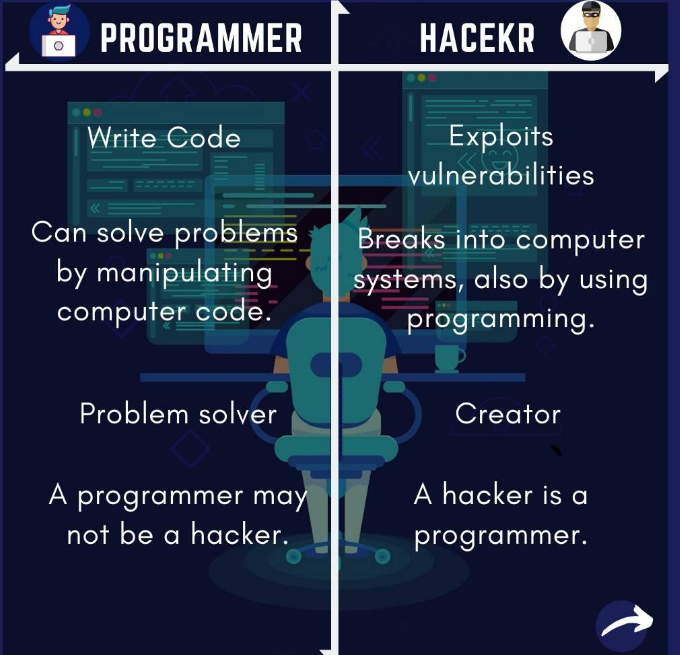 PROGRAMMER
HACEKR
Write Code
Exploits
vulnerabilities
Can solve problems
by manipulating
computer code.
Breaks into computer
systems, also by using
programming.
Problem solver
Creator
A programmer may
not be a hacker.
A hacker is a
programmer.